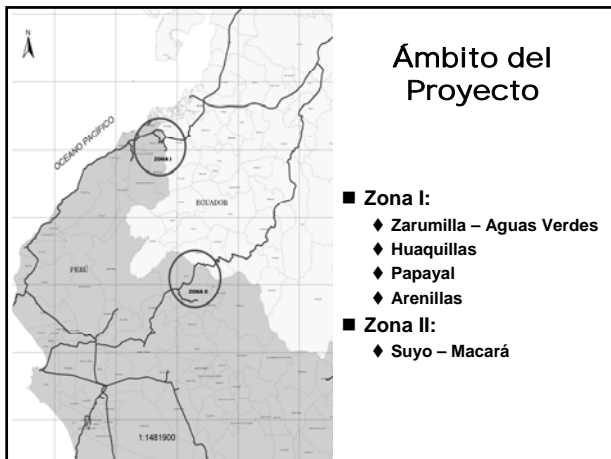 N
OCEANO PACÍFICO
ZONA I
ECUADOR
PERÚ
ZONA II
1:1481900
Ámbito del
Proyecto
■ Zona I:
♦ Zarumilla – Aguas Verdes
♦ Huaquillas
♦ Papayal
♦ Arenillas
■ Zona II:
♦ Suyo – Macará